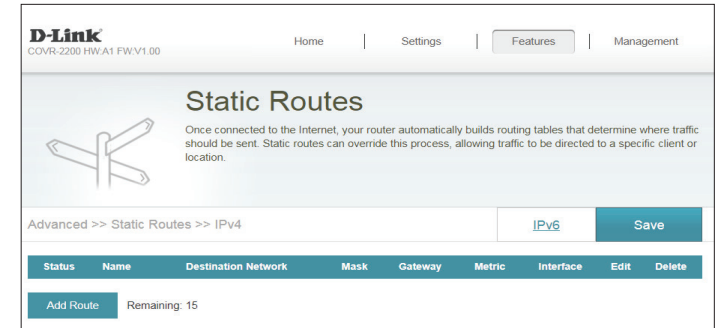 D-Link
COVR-2200 HW:A1 FW:V1.00
Home | Settings | Features | Management
Static Routes
Once connected to the Internet, your router automatically builds routing tables that determine where traffic
should be sent. Static routes can override this process, allowing traffic to be directed to a specific client or
location.
Advanced >> Static Routes >> IPv4 IPv6 Save
Status Name Destination Network Mask Gateway Metric Interface Edit Delete
Add Route Remaining: 15